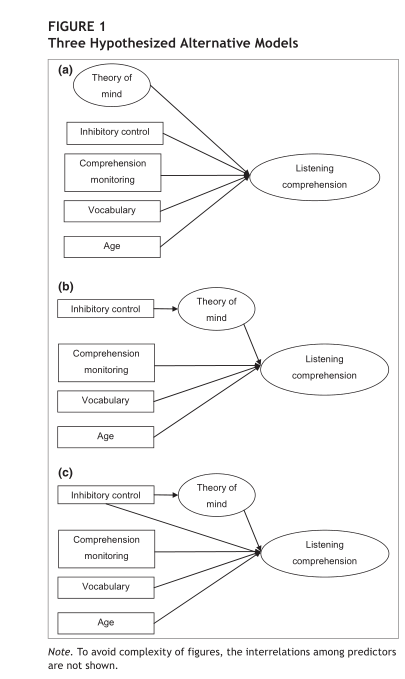 FIGURE 1
Three Hypothesized Alternative Models
(a)
Theory of
mind
Inhibitory control
Comprehension
monitoring
Vocabulary
Age
Listening
comprehension
(b)
Inhibitory control
Theory of
mind
Comprehension
monitoring
Vocabulary
Age
Listening
comprehension
(c)
Inhibitory control
Theory of
mind
Comprehension
monitoring
Vocabulary
Age
Listening
comprehension
Note. To avoid complexity of figures, the interrelations among predictors
are not shown.